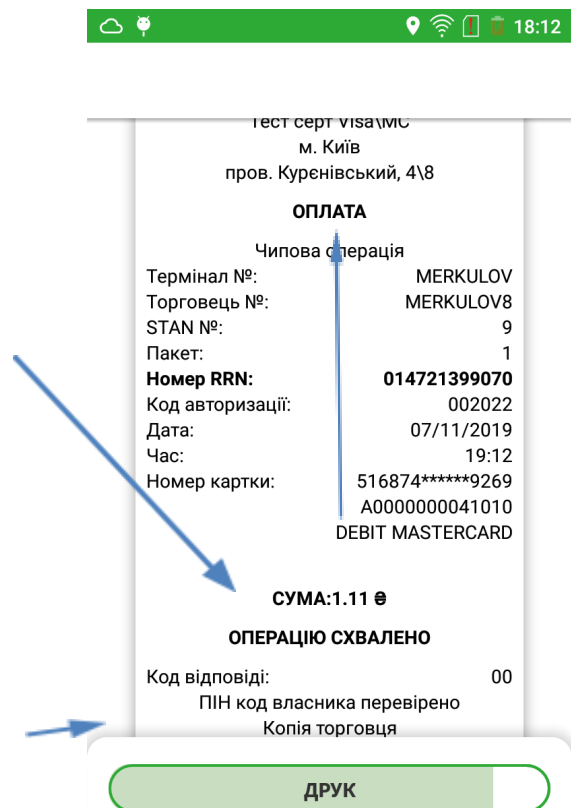 18:12
Тест серт Visa\MC
м. Київ
пров. Куренівський, 4\8
ОПЛАТА
Чипова операція
Термінал №: MERKULOV
Торговець №: MERKULOV8
STAN №: 9
Пакет: 1
Номер RRN: 014721399070
Код авторизації: 002022
Дата: 07/11/2019
Час: 19:12
Номер картки: 516874******9269
A0000000041010
DEBIT MASTERCARD
СУМА:1.11 ₴
ОПЕРАЦІЮ СХВАЛЕНО
Код відповіді: 00
ПІН код власника перевірено
Копія торговця
ДРУК